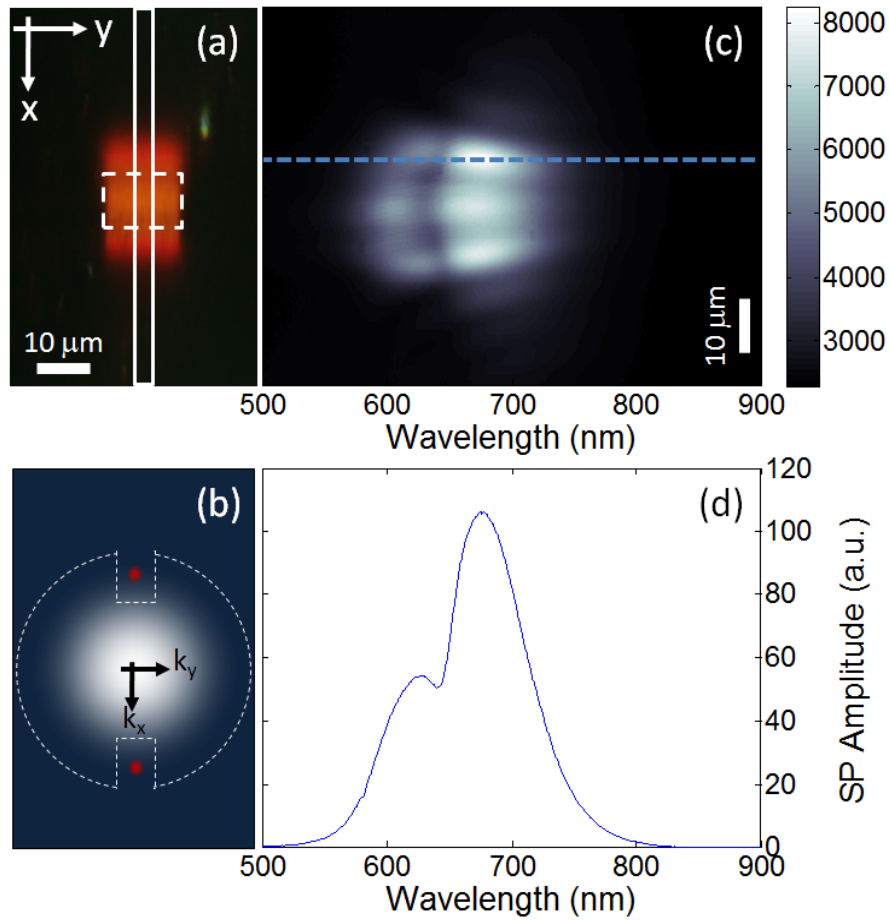 (a)
y
x
10 μm
(c)
10 μm
8000
7000
6000
5000
4000
3000
500 600 700 800 900
Wavelength (nm)
(b)
k_y
k_x
(d)
120
100
80
60
40
20
0
SP Amplitude (a.u.)
500 600 700 800 900
Wavelength (nm)